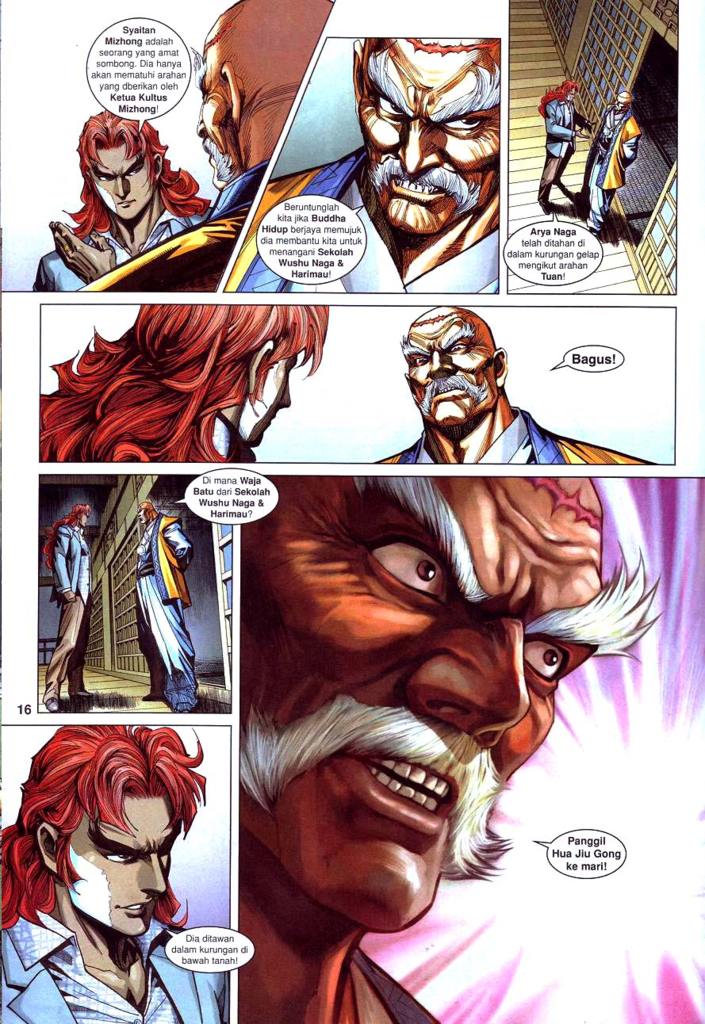 Syaitan
Mizhong adalah
seorang yang amat
sombong. Dia hanya
akan mematuhi arahan
yang dberikan oleh
Ketua Kultus
Mizhong!
Beruntunglah
kita jika Buddha
Hidup berjaya memujuk
dia membantu kita untuk
menangani Sekolah
Wushu Naga &
Harimau!
Arya Naga
telah ditahan di
dalam kurungan gelap
mengikut arahan
Tuan!
Bagus!
Di mana Waja
Batu dari Sekolah
Wushu Naga &
Harimau?
16
Dia ditawan
dalam kurungan di
bawah tanah!
Panggil
Hua Jiu Gong
ke mari!